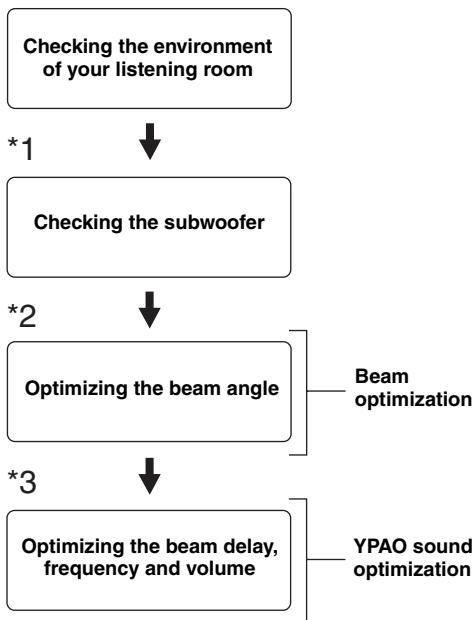 Checking the environment
of your listening room
*1
Checking the subwoofer
*2
Optimizing the beam angle
Beam
optimization
*3
Optimizing the beam delay,
frequency and volume
YPAO sound
optimization